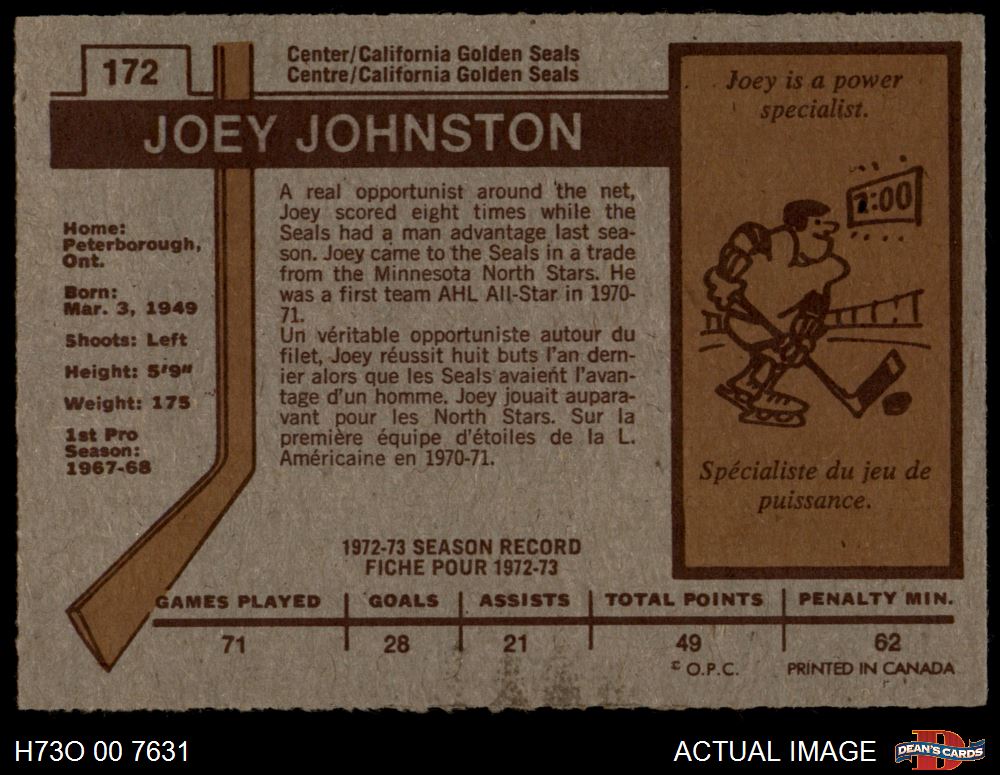 172
Center/California Golden Seals
Centre/California Golden Seals
JOEY JOHNSTON
Home:
Peterborough,
Ont.
Born:
Mar. 3, 1949
Shoots: Left
Height: 5'9"
Weight: 175
1st Pro
Season:
1967-68
A real opportunist around the net,
Joey scored eight times while the
Seals had a man advantage last sea-
son. Joey came to the Seals in a trade
from the Minnesota North Stars. He
was a first team AHL All-Star in 1970-
71.
Un véritable opportuniste autour du
filet, Joey réussit huit buts l'an dern-
ier alors que les Seals avaient l'avan-
tage d'un homme. Joey jouait aupara-
vant pour les North Stars. Sur la
première équipe d'étoiles de la L.
Américaine en 1970-71.
Joey is a power
specialist.
2:00
Spécialiste du jeu de
puissance.
1972-73 SEASON RECORD
FICHE POUR 1972-73
GAMES PLAYED GOALS ASSISTS TOTAL POINTS PENALTY MIN.
71 28 21 49 62
© O.P.C. PRINTED IN CANADA
H73O 00 7631
ACTUAL IMAGE
D
DEAN'S CARDS